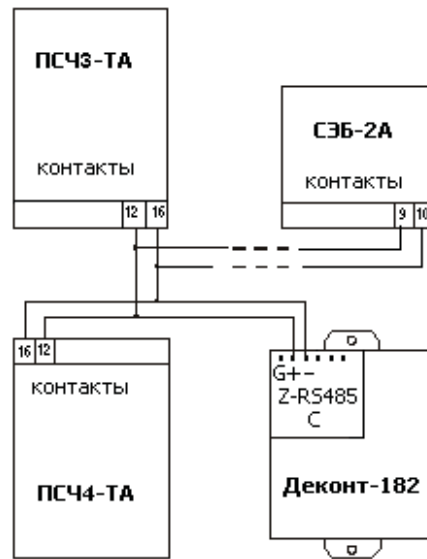 ПСЧ3-ТА
контакты
12 16
СЭБ-2А
контакты
9 10
16 12
контакты
ПСЧ4-ТА
G+-
Z-RS485
C
Деконт-182